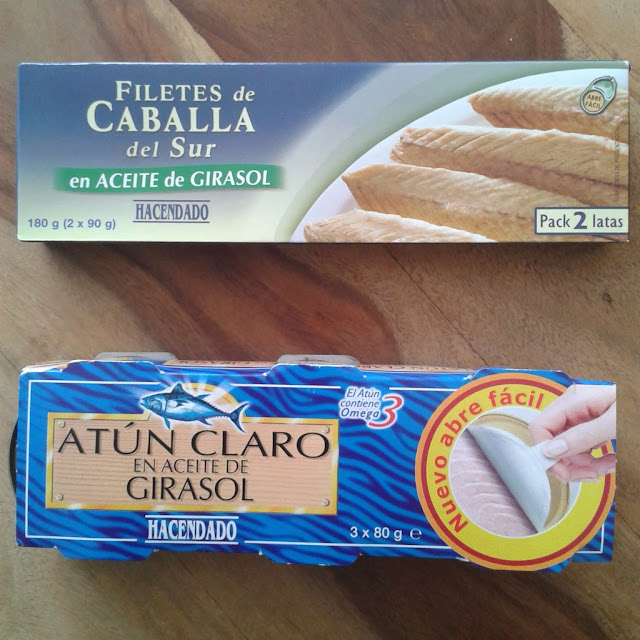 FILETES de
CABALLA
del SUR
en ACEITE de GIRASOL
HACENDADO
180 g (2 x 90 g)
ABRE
FÁCIL
Pack 2 latas
El Atún
contiene
Omega 3
ATÚN CLARO
EN ACEITE DE
GIRASOL
HACENDADO
3 x 80 g ℮
Nuevo abre fácil